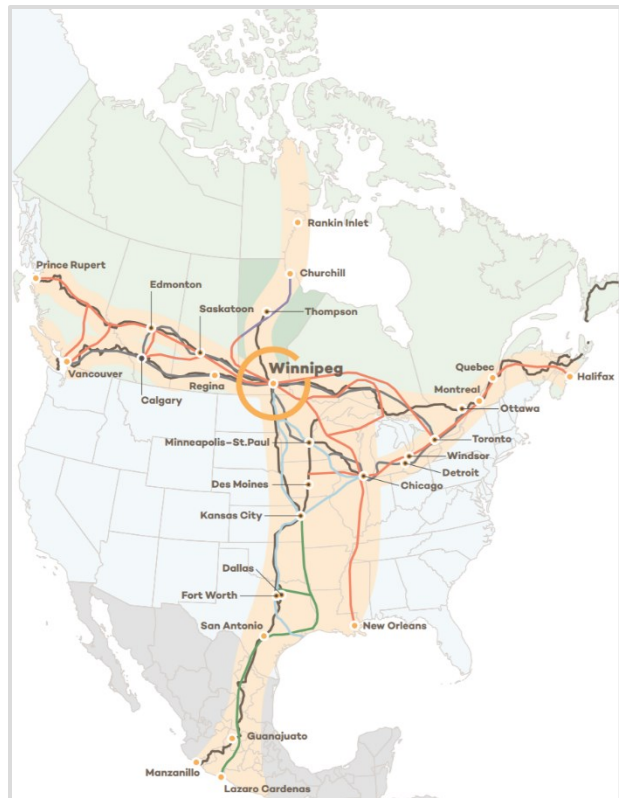 Rankin Inlet
Prince Rupert
Churchill
Edmonton
Saskatoon
Thompson
Winnipeg
Vancouver
Regina
Calgary
Quebec
Montreal
Halifax
Ottawa
Minneapolis–St.Paul
Toronto
Windsor
Des Moines
Detroit
Chicago
Kansas City
Dallas
Fort Worth
San Antonio
New Orleans
Guanajuato
Manzanillo
Lazaro Cardenas